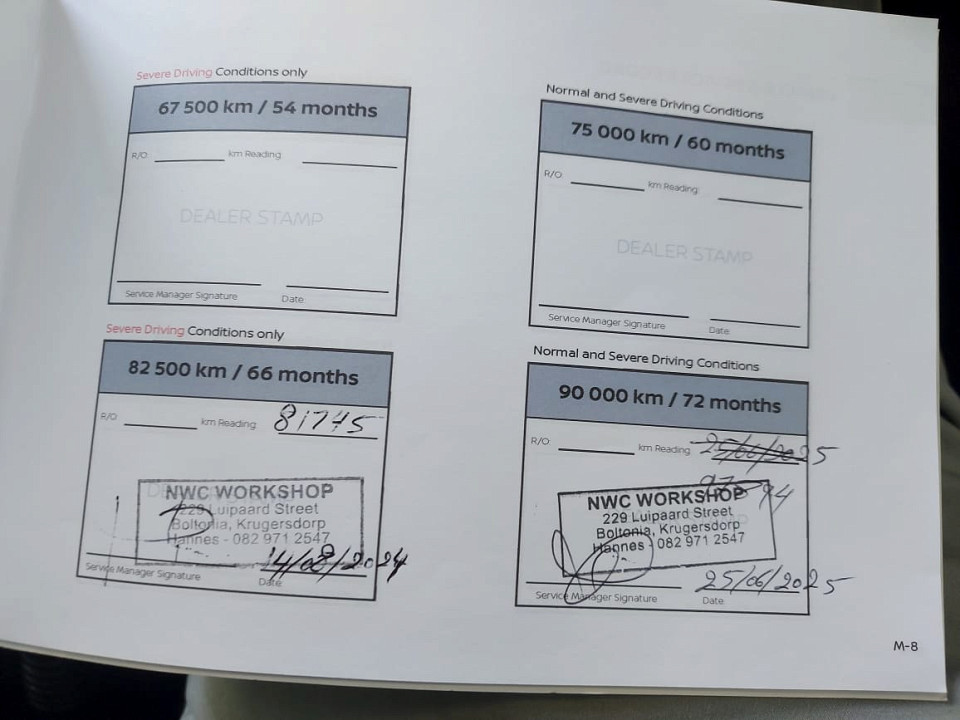 Severe Driving Conditions only
67 500 km / 54 months
R/O km Reading
DEALER STAMP
Service Manager Signature Date
Normal and Severe Driving Conditions
75 000 km / 60 months
R/O km Reading
DEALER STAMP
Service Manager Signature Date
Severe Driving Conditions only
82 500 km / 66 months
R/O km Reading 81745
NWC WORKSHOP
229 Luipaard Street
Boltonia, Krugersdorp
Hannes - 082 971 2547
14/08/2024
Service Manager Signature Date
Normal and Severe Driving Conditions
90 000 km / 72 months
R/O km Reading 25/06/2025
NWC WORKSHOP
229 Luipaard Street
Boltonia, Krugersdorp
Hannes - 082 971 2547
25/06/2025
Service Manager Signature Date
M-8